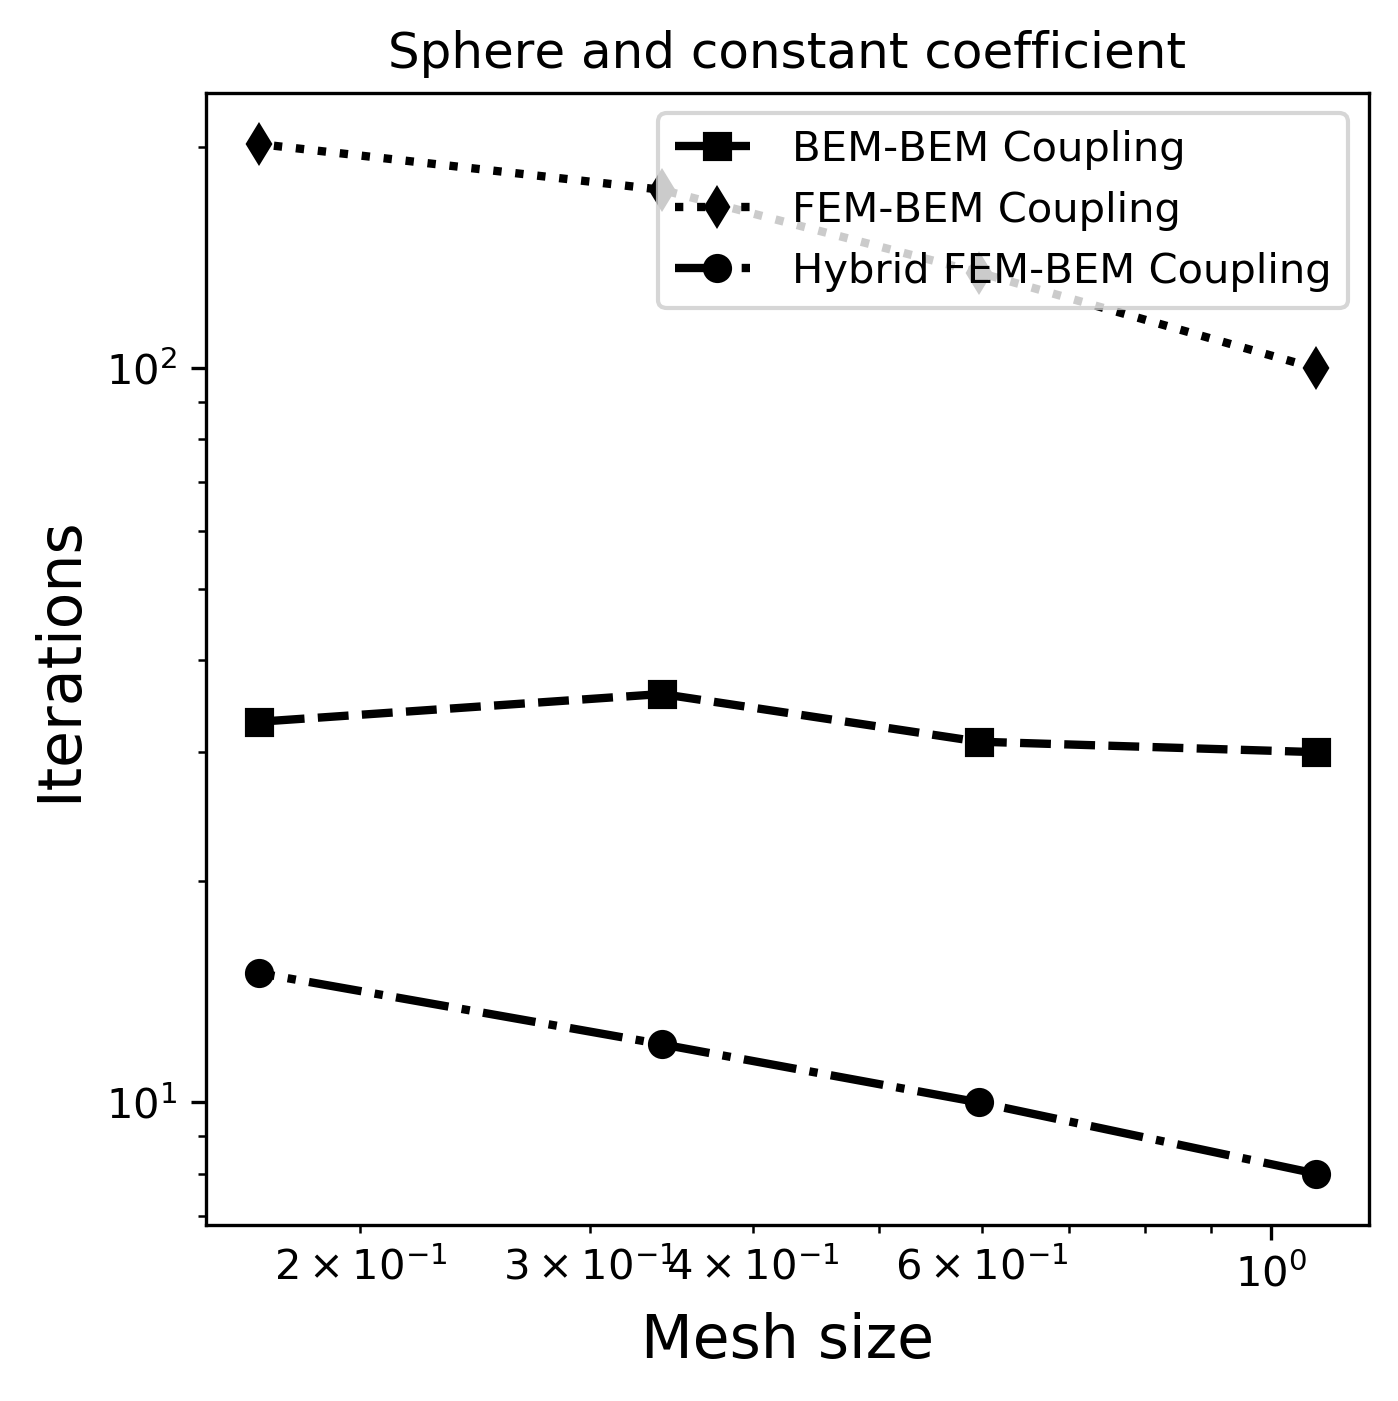 Sphere and constant coefficient
BEM-BEM Coupling
FEM-BEM Coupling
Hybrid FEM-BEM Coupling
Iterations
10²
10¹
2 × 10⁻¹
3 × 10⁻¹
4 × 10⁻¹
6 × 10⁻¹
10⁰
Mesh size